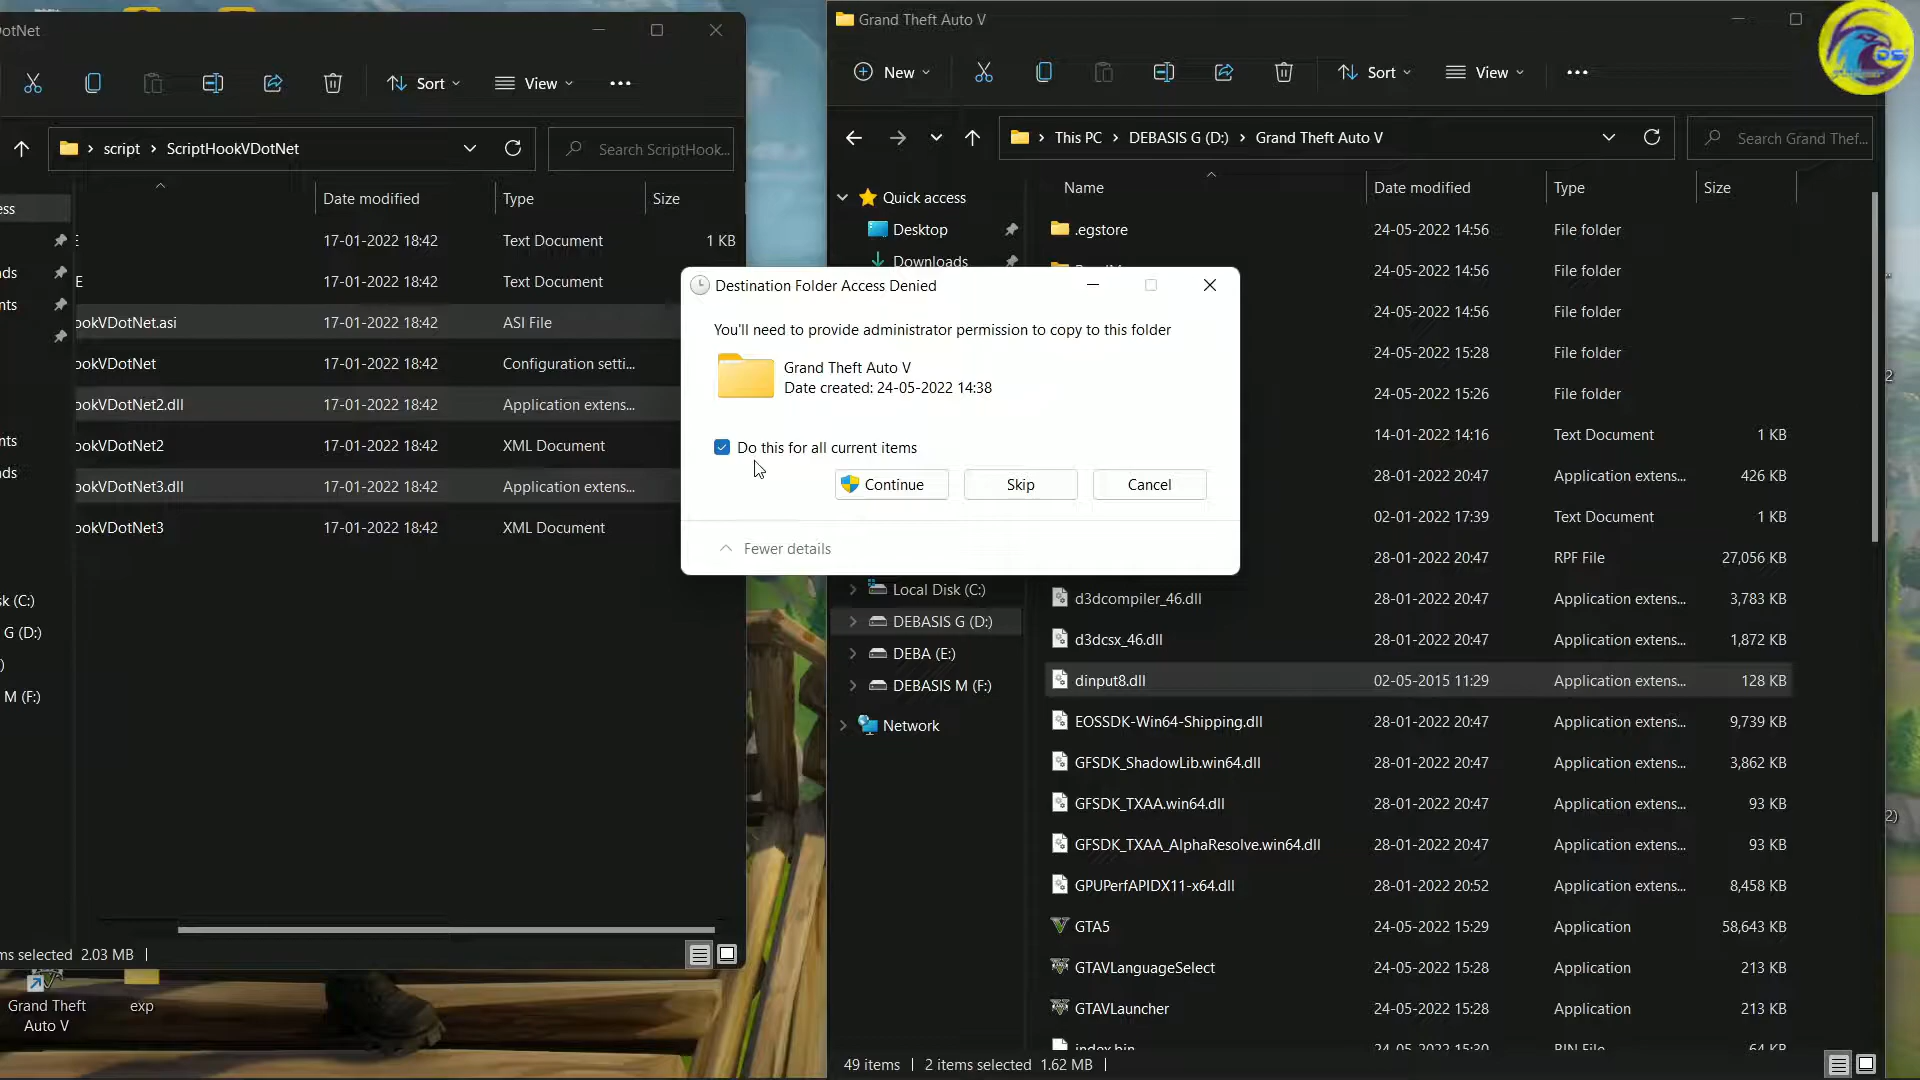 otNet
Sort
View
script
ScriptHookVDotNet
Search ScriptHook...
Date modified
Type
Size
ess
17-01-2022 18:42
Text Document
1 KB
ds
E
17-01-2022 18:42
Text Document
nts
ookVDotNet.asi
17-01-2022 18:42
ASI File
ookVDotNet
17-01-2022 18:42
Configuration setti...
ookVDotNet2.dll
17-01-2022 18:42
Application extens...
nts
ookVDotNet2
17-01-2022 18:42
XML Document
ds
ookVDotNet3.dll
17-01-2022 18:42
Application extens...
ookVDotNet3
17-01-2022 18:42
XML Document
sk (C:)
G (D:)
)
M (F:)
ms selected 2.03 MB
Grand Theft
Auto V
exp
Destination Folder Access Denied
You'll need to provide administrator permission to copy to this folder
Grand Theft Auto V
Date created: 24-05-2022 14:38
Do this for all current items
Continue
Skip
Cancel
Fewer details
Grand Theft Auto V
New
Sort
View
This PC
DEBASIS G (D:)
Grand Theft Auto V
Search Grand Thef...
Name
Date modified
Type
Size
Quick access
Desktop
Downloads
Local Disk (C:)
DEBASIS G (D:)
DEBA (E:)
DEBASIS M (F:)
Network
.egstore
24-05-2022 14:56
File folder
24-05-2022 14:56
File folder
24-05-2022 14:56
File folder
24-05-2022 15:28
File folder
24-05-2022 15:26
File folder
14-01-2022 14:16
Text Document
1 KB
28-01-2022 20:47
Application extens...
426 KB
02-01-2022 17:39
Text Document
1 KB
28-01-2022 20:47
RPF File
27,056 KB
d3dcompiler_46.dll
28-01-2022 20:47
Application extens...
3,783 KB
d3dcsx_46.dll
28-01-2022 20:47
Application extens...
1,872 KB
dinput8.dll
02-05-2015 11:29
Application extens...
128 KB
EOSSDK-Win64-Shipping.dll
28-01-2022 20:47
Application extens...
9,739 KB
GFSDK_ShadowLib.win64.dll
28-01-2022 20:47
Application extens...
3,862 KB
GFSDK_TXAA.win64.dll
28-01-2022 20:47
Application extens...
93 KB
GFSDK_TXAA_AlphaResolve.win64.dll
28-01-2022 20:47
Application extens...
93 KB
GPUPerfAPIDX11-x64.dll
28-01-2022 20:52
Application extens...
8,458 KB
GTA5
24-05-2022 15:29
Application
58,643 KB
GTAVLanguageSelect
24-05-2022 15:28
Application
213 KB
GTAVLauncher
24-05-2022 15:28
Application
213 KB
index.bin
24-05-2022 15:30
BIN File
64 KB
49 items
2 items selected 1.62 MB
DS